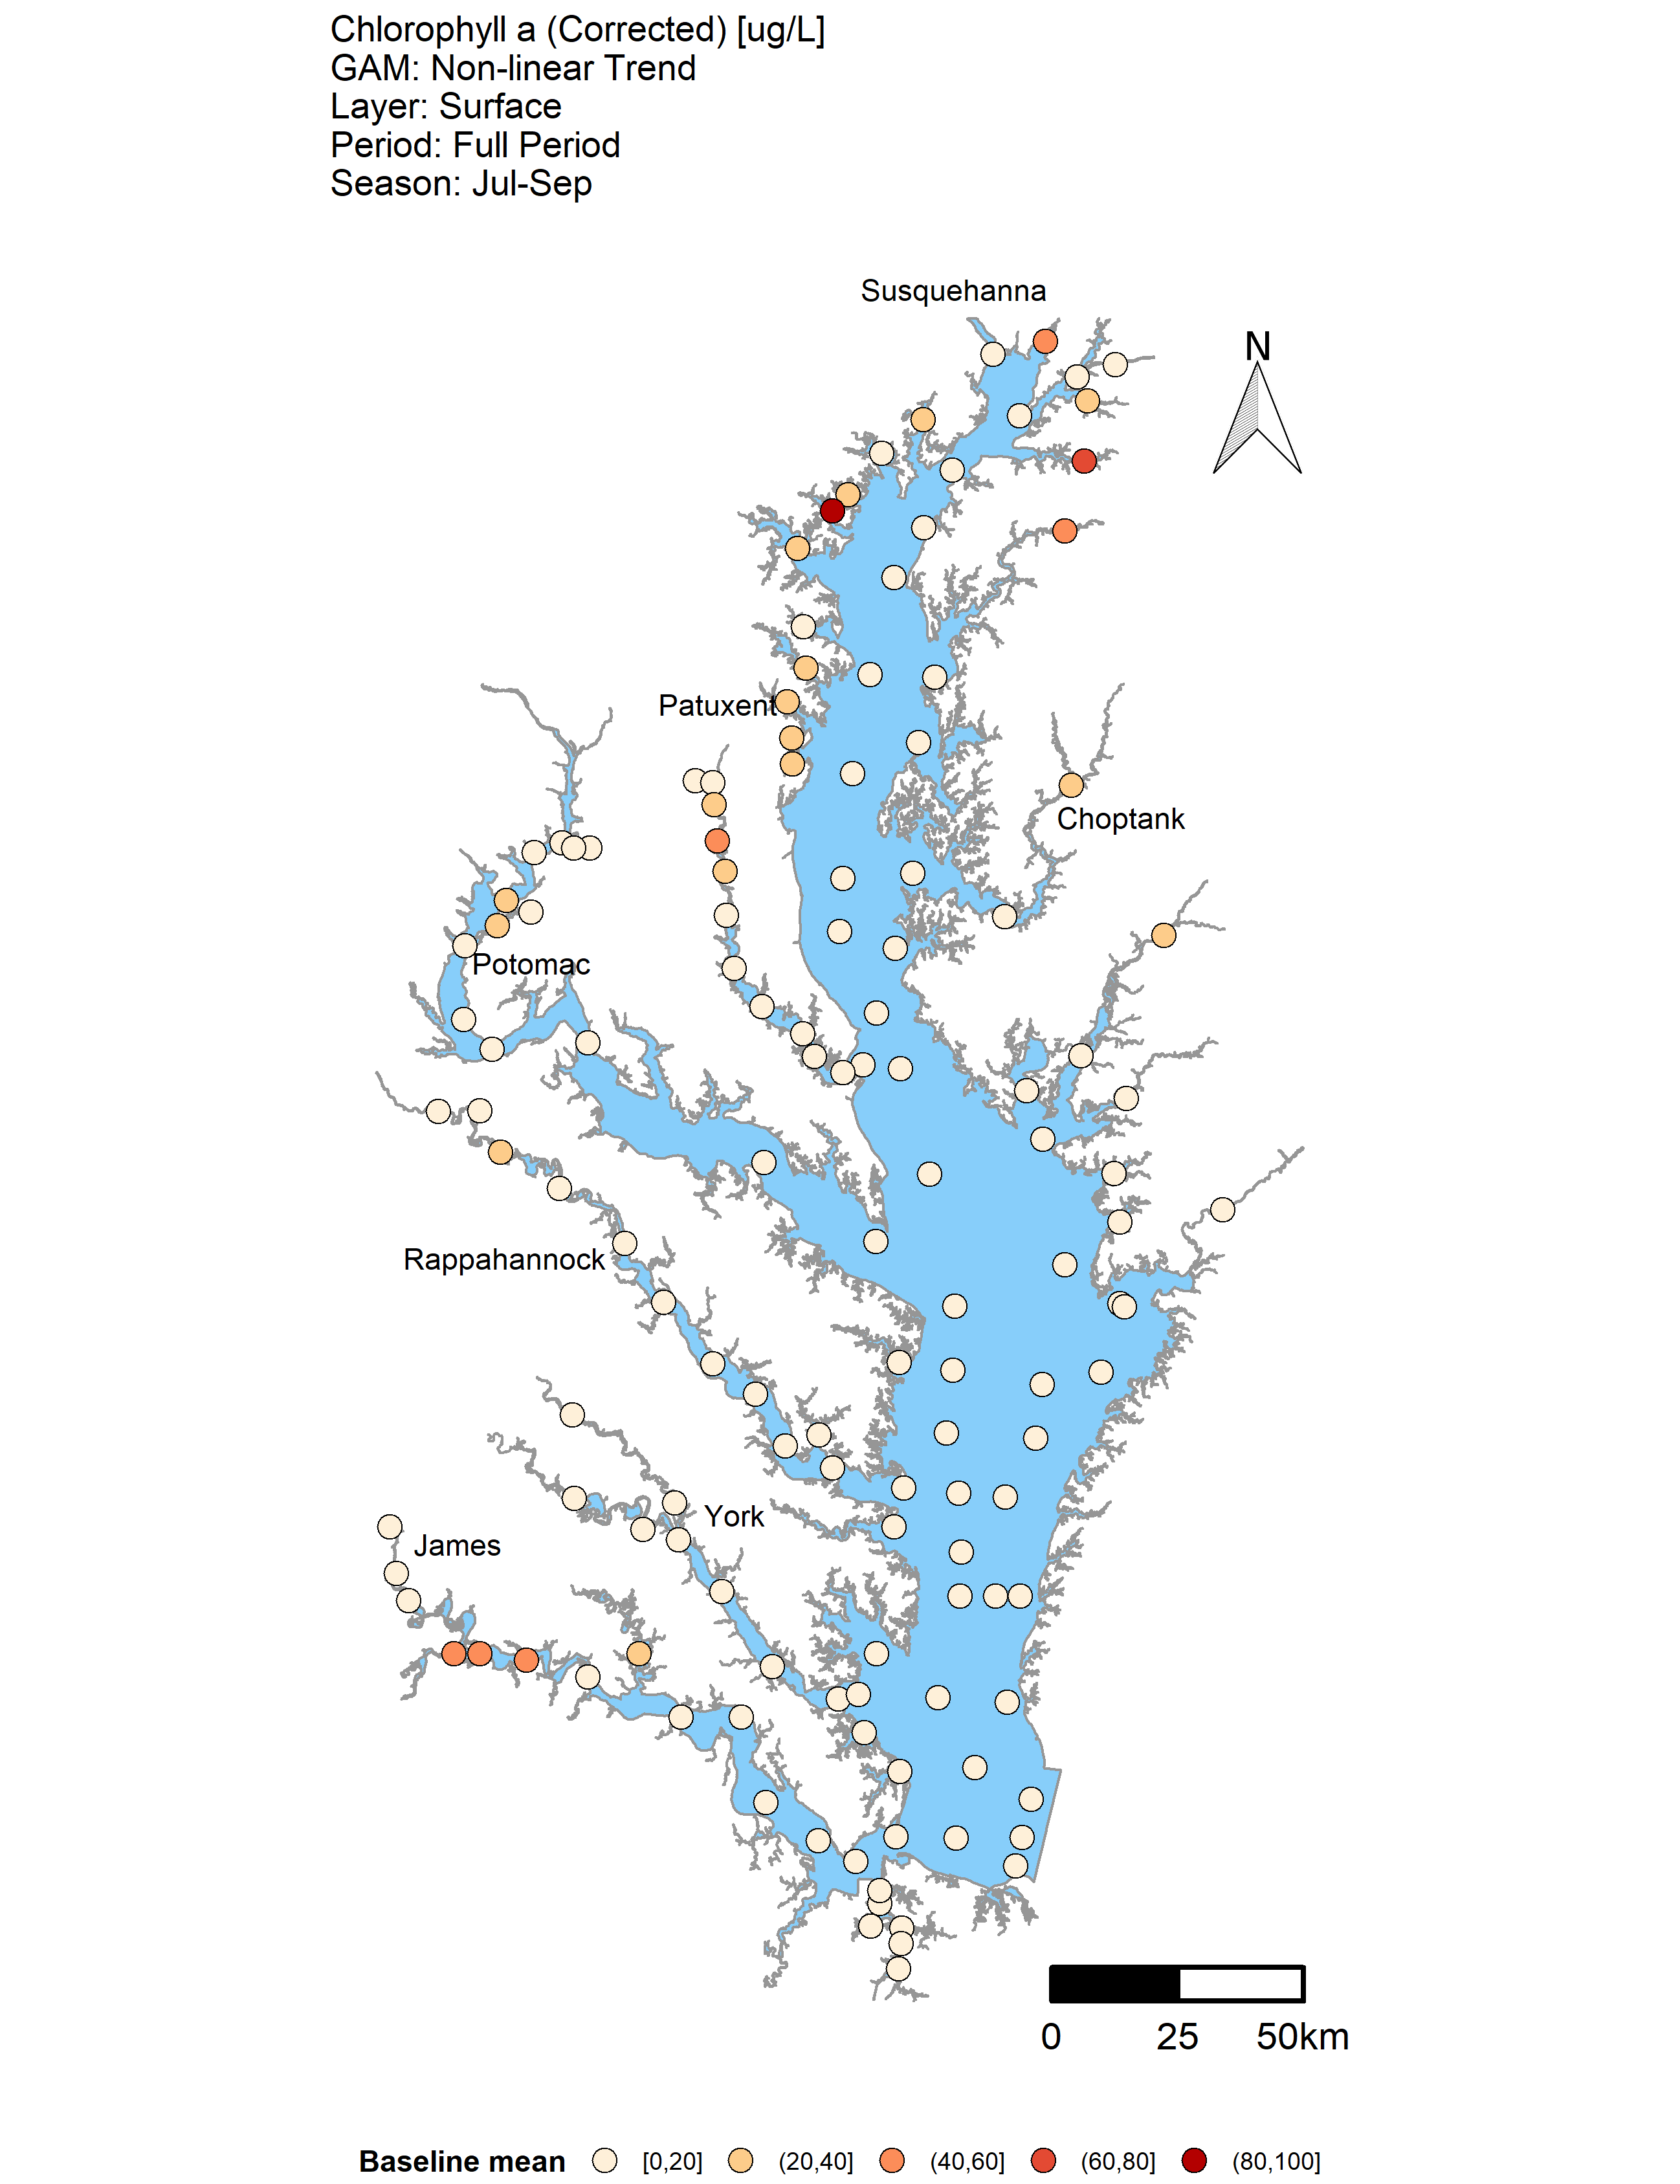 Chlorophyll a (Corrected) [ug/L]
GAM: Non-linear Trend
Layer: Surface
Period: Full Period
Season: Jul-Sep
Susquehanna
N
Patuxent
Choptank
Potomac
Rappahannock
York
James
0 25 50km
Baseline mean [0,20] (20,40] (40,60] (60,80] (80,100]